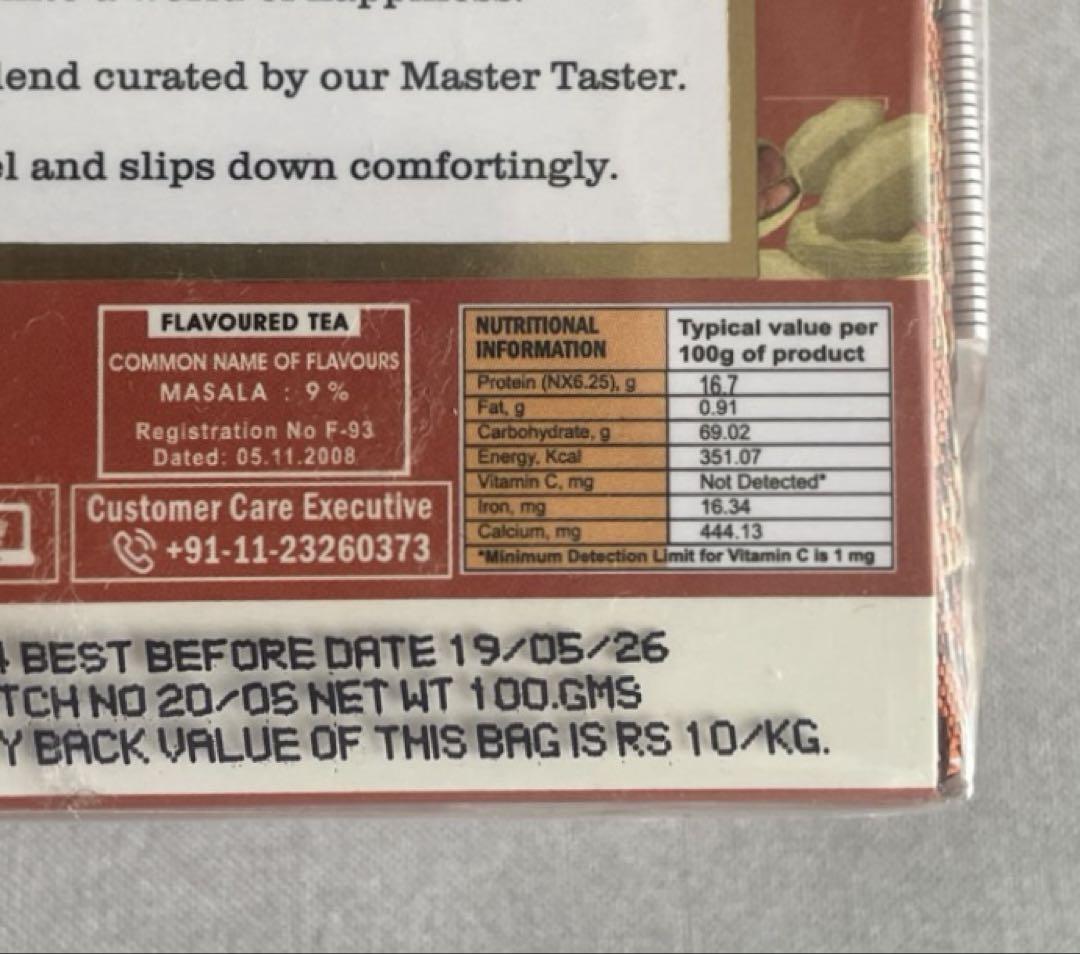 end curated by our Master Taster.
and slips down comfortingly.
FLAVOURED TEA
COMMON NAME OF FLAVOURS
MASALA : 9 %
Registration No F-93
Dated: 05.11.2008
Customer Care Executive
+91-11-23260373
NUTRITIONAL INFORMATION Typical value per 100g of product
Protein (NX6.25), g 16.7
Fat, g 0.91
Carbohydrate, g 69.02
Energy, Kcal 351.07
Vitamin C, mg Not Detected*
Iron, mg 16.34
Calcium, mg 444.13
*Minimum Detection Limit for Vitamin C is 1 mg
BEST BEFORE DATE 19/05/26
TCH NO 20/05 NET WT 100.GMS
Y BACK VALUE OF THIS BAG IS RS 10/KG.